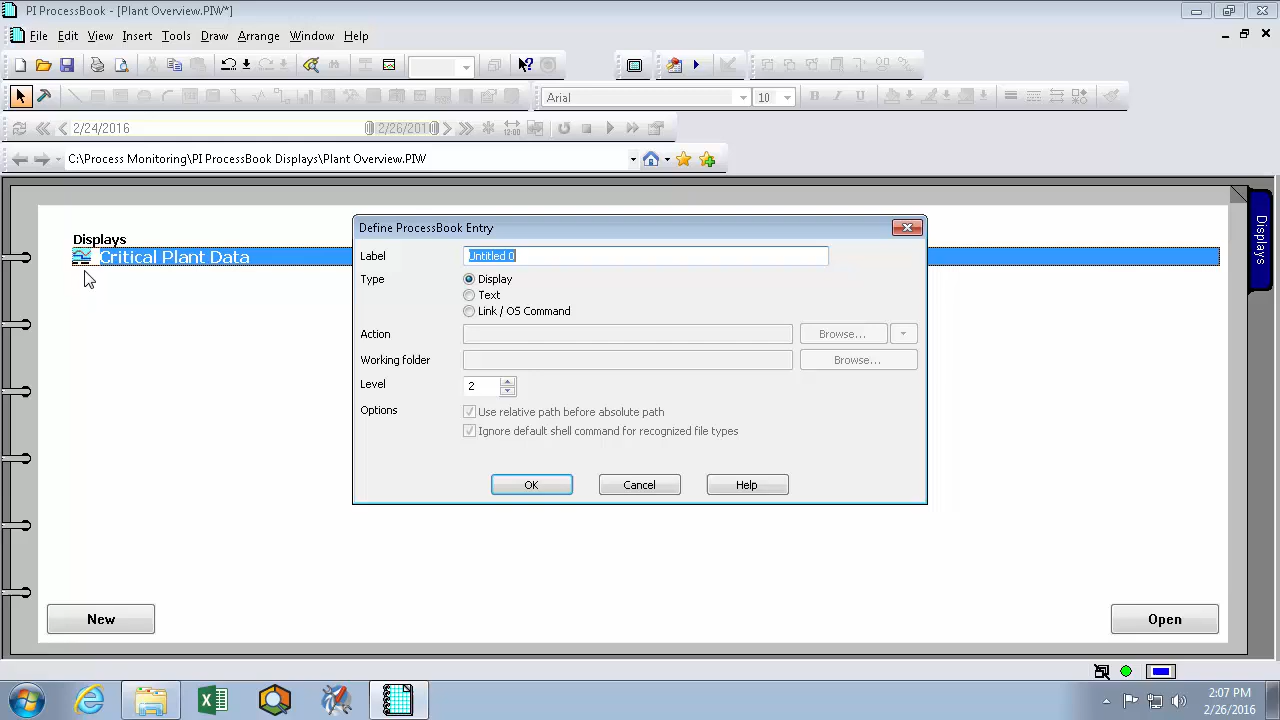 PI ProcessBook - [Plant Overview.PIW*]
File Edit View Insert Tools Draw Arrange Window Help
Arial 10 B I U
2/24/2016 2/26/201
C:\Process Monitoring\PI ProcessBook Displays\Plant Overview.PIW
Displays
Critical Plant Data
Displays
Define ProcessBook Entry
Label Untitled 0
Type Display
Text
Link / OS Command
Action Browse...
Working folder Browse...
Level 2
Options Use relative path before absolute path
Ignore default shell command for recognized file types
OK Cancel Help
New Open
2:07 PM
2/26/2016